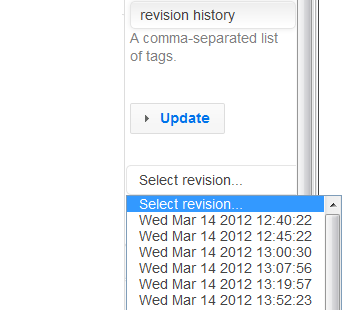 revision history
A comma-separated list
of tags.
Update
Select revision...
Select revision...
Wed Mar 14 2012 12:40:22
Wed Mar 14 2012 12:45:22
Wed Mar 14 2012 13:00:30
Wed Mar 14 2012 13:07:56
Wed Mar 14 2012 13:19:57
Wed Mar 14 2012 13:52:23